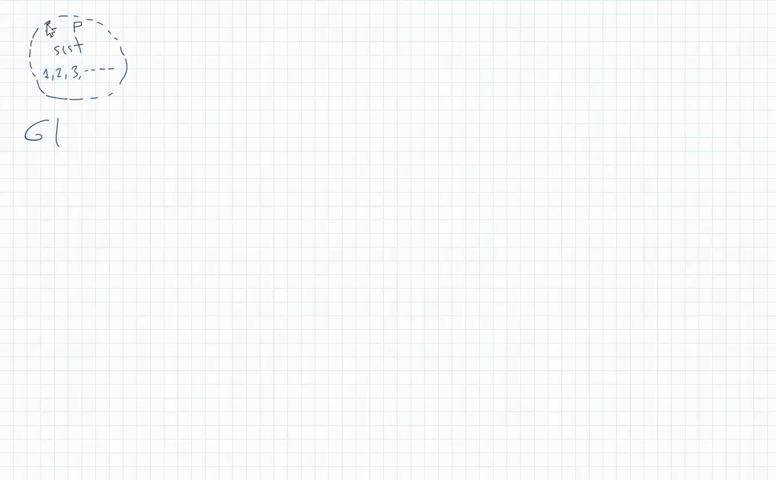 P
sist
1,2,3,-----
G|